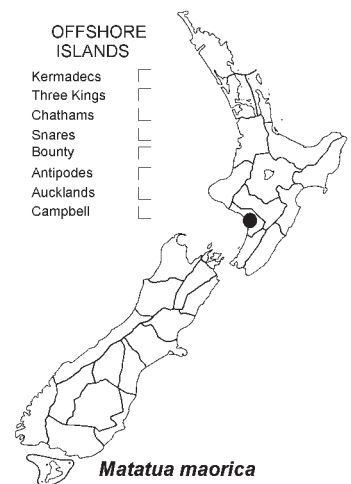 OFFSHORE
ISLANDS
Kermadecs
Three Kings
Chathams
Snares
Bounty
Antipodes
Aucklands
Campbell
Matatua maorica